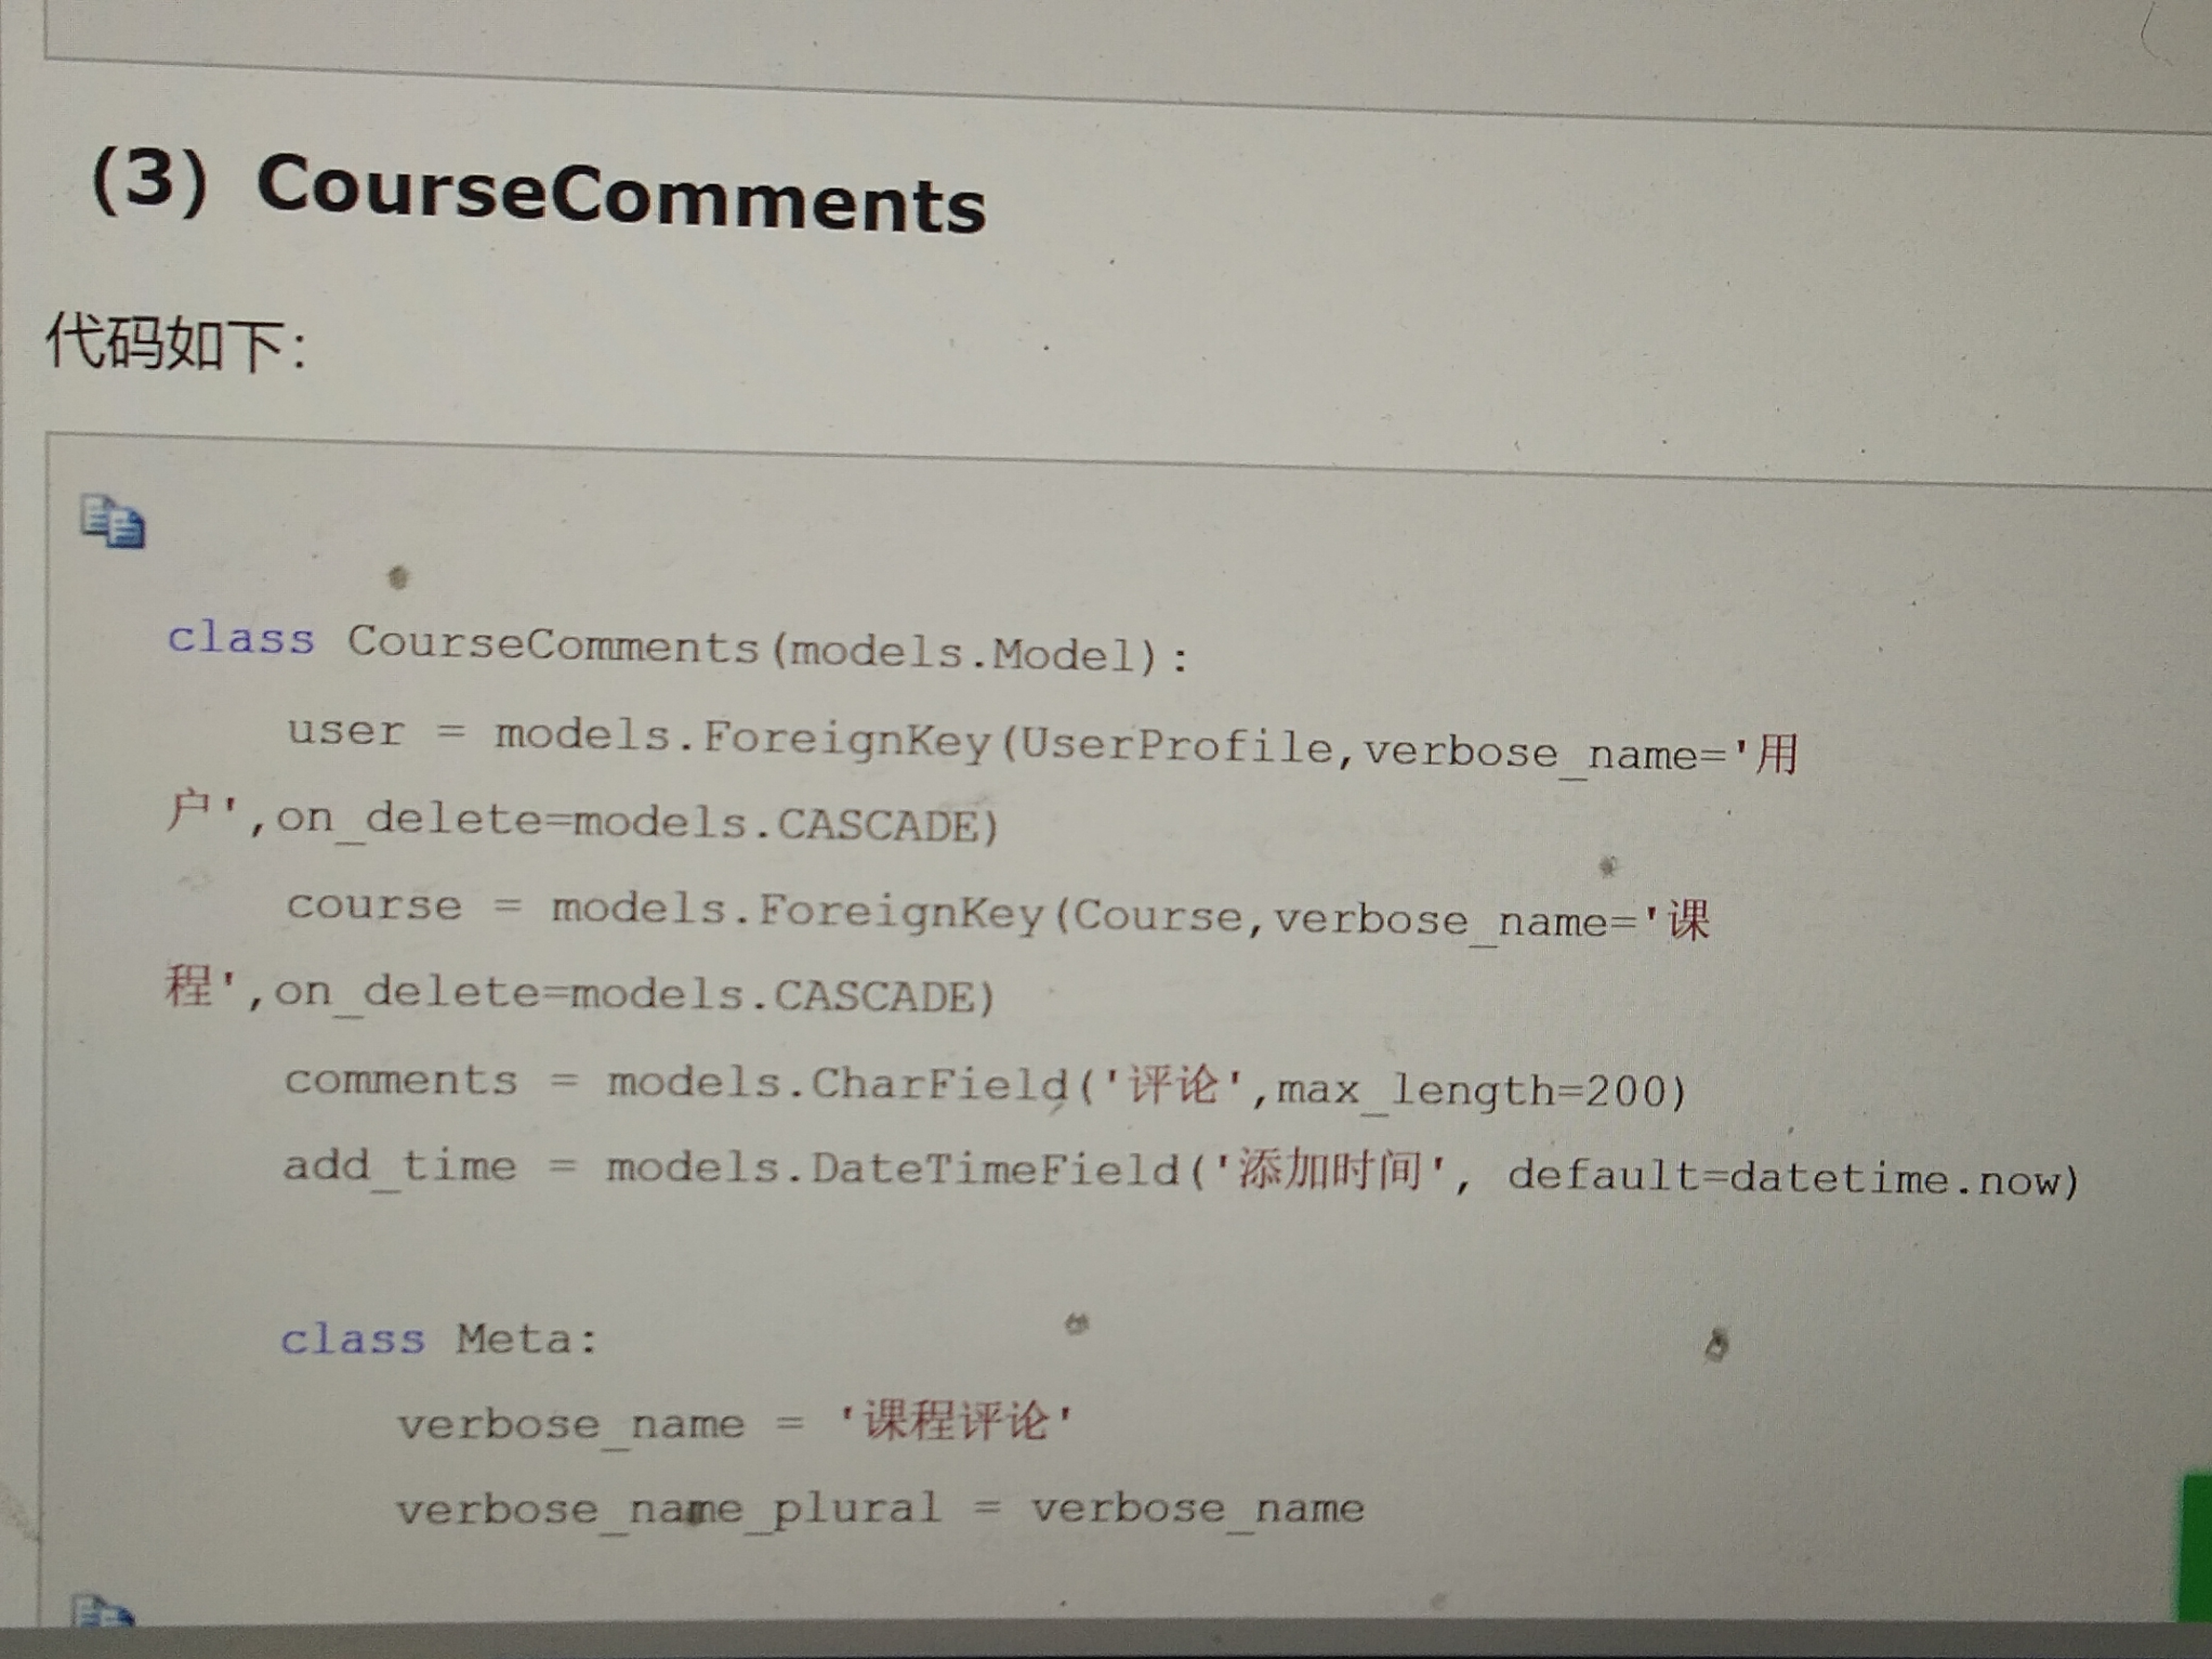 (3) CourseComments
代码如下:
class CourseComments(models.Model):
    user = models.ForeignKey(UserProfile,verbose_name='用
户',on_delete=models.CASCADE)
    course = models.ForeignKey(Course,verbose_name='课
程',on_delete=models.CASCADE)
    comments = models.CharField('评论',max_length=200)
    add_time = models.DateTimeField('添加时间', default=datetime.now)
    class Meta:
        verbose_name = '课程评论'
        verbose_name_plural = verbose_name